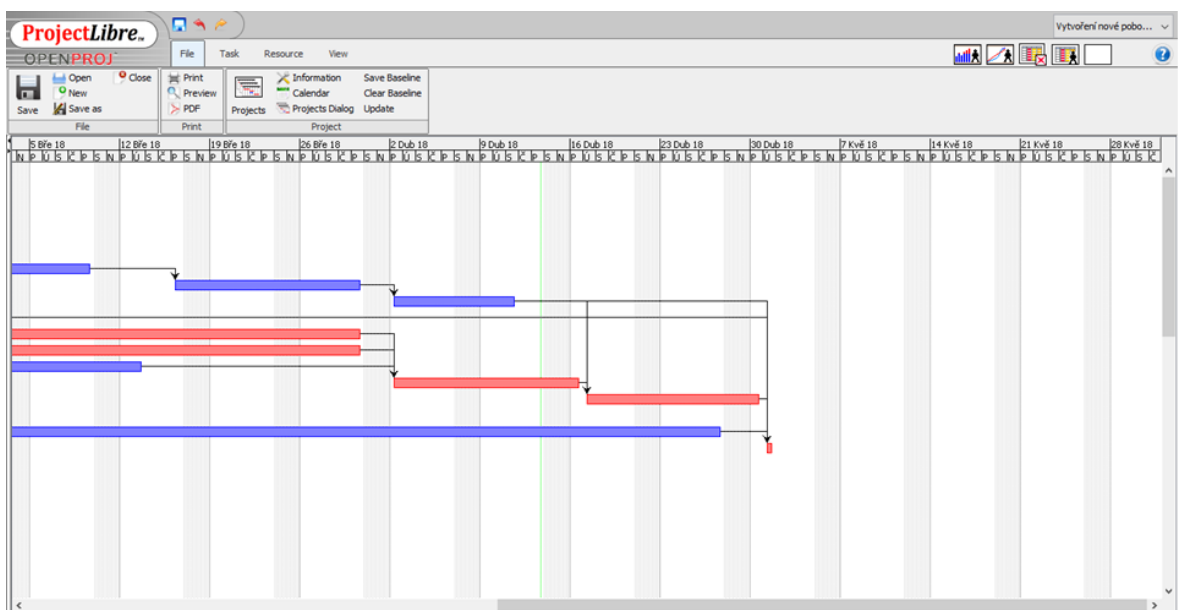 ProjectLibre™
OPENPROJ
Vytvoření nové pobo...
File Task Resource View
Save
Open
New
Save as
Close
File
Print
Preview
PDF
Print
Projects
Information
Calendar
Projects Dialog
Save Baseline
Clear Baseline
Update
Project
5 Bře 18 12 Bře 18 19 Bře 18 26 Bře 18 2 Dub 18 9 Dub 18 16 Dub 18 23 Dub 18 30 Dub 18 7 Kvě 18 14 Kvě 18 21 Kvě 18 28 Kvě 18
N P Ú S Č P S N P Ú S Č P S N P Ú S Č P S N P Ú S Č P S N P Ú S Č P S N P Ú S Č P S N P Ú S Č P S N P Ú S Č P S N P Ú S Č P S N P Ú S Č P S N P Ú S Č P S N P Ú S Č P S N P Ú S Č